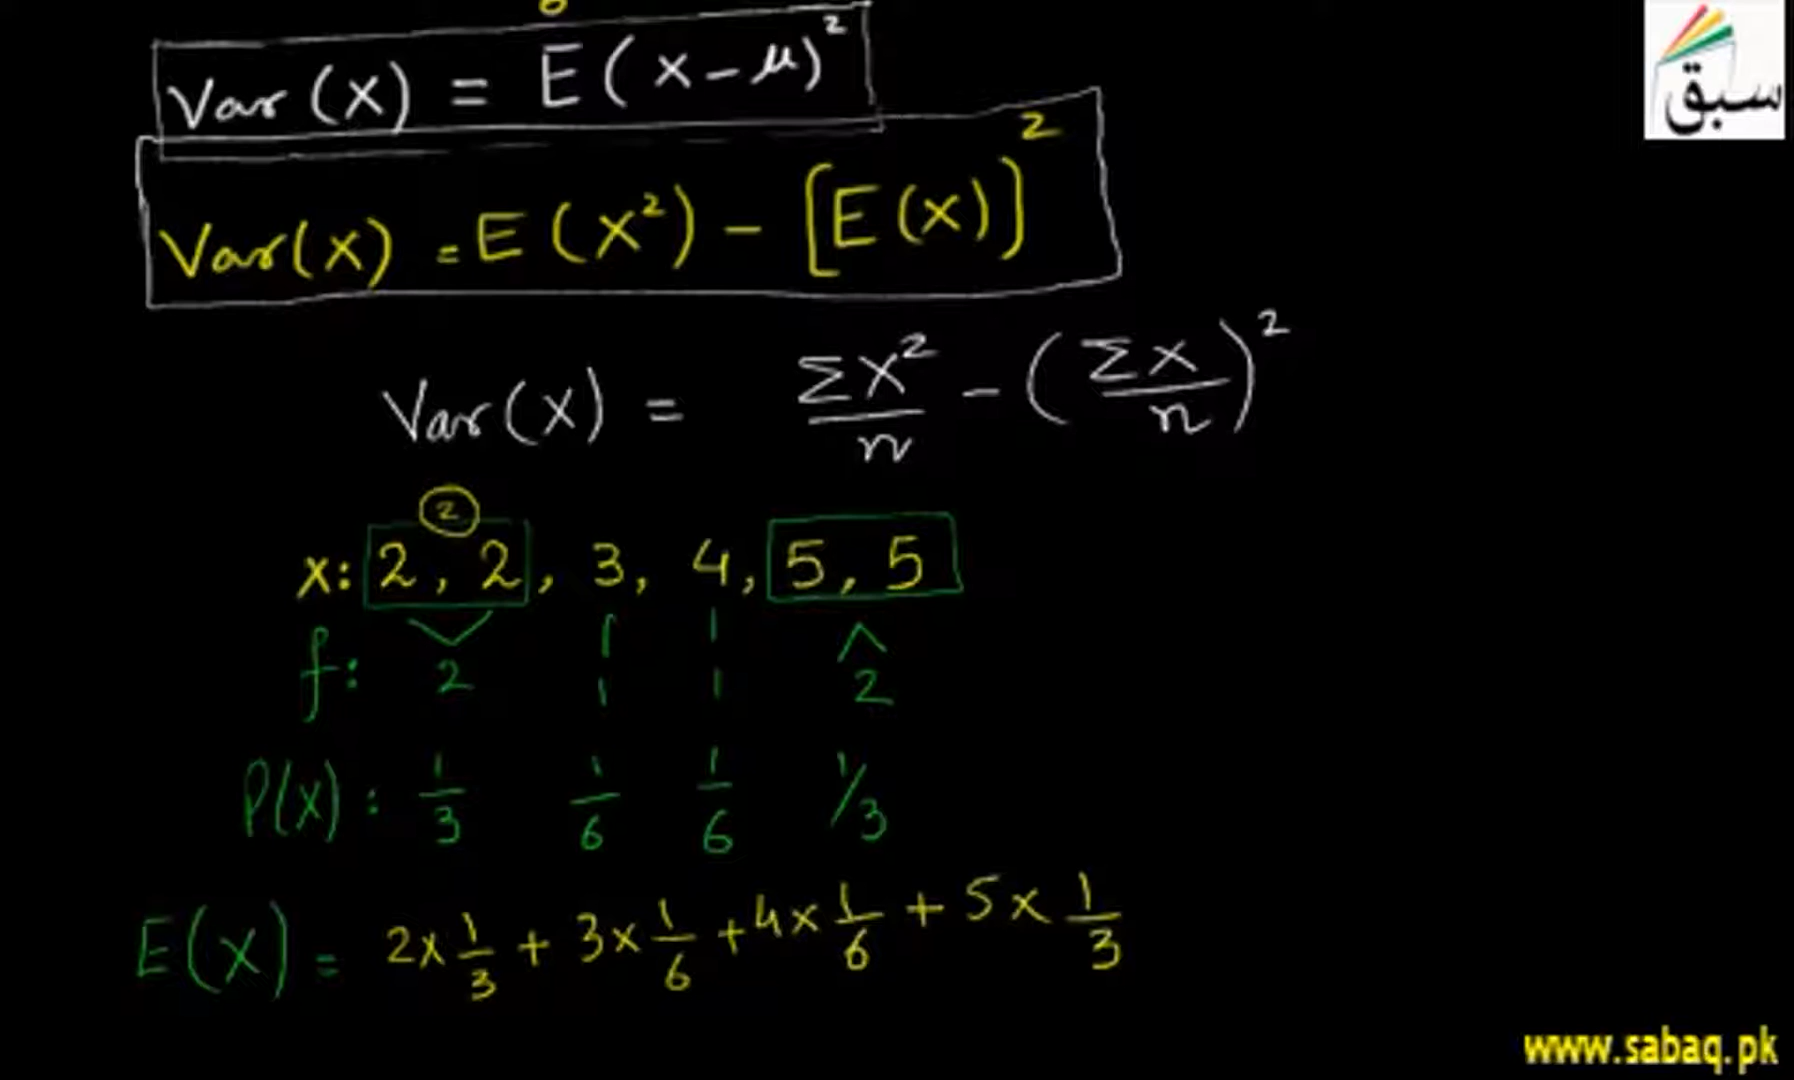 Var(X) = E(X-μ)²
سبق
Var(X) = E(X²) - [E(X)]²
Var(X) = ΣX²/n - (ΣX/n)²
②
X: 2, 2, 3, 4, 5, 5
f: 2 1 1 2
P(X): 1/3 1/6 1/6 1/3
E(X) = 2×1/3 + 3×1/6 + 4×1/6 + 5×1/3
www.sabaq.pk